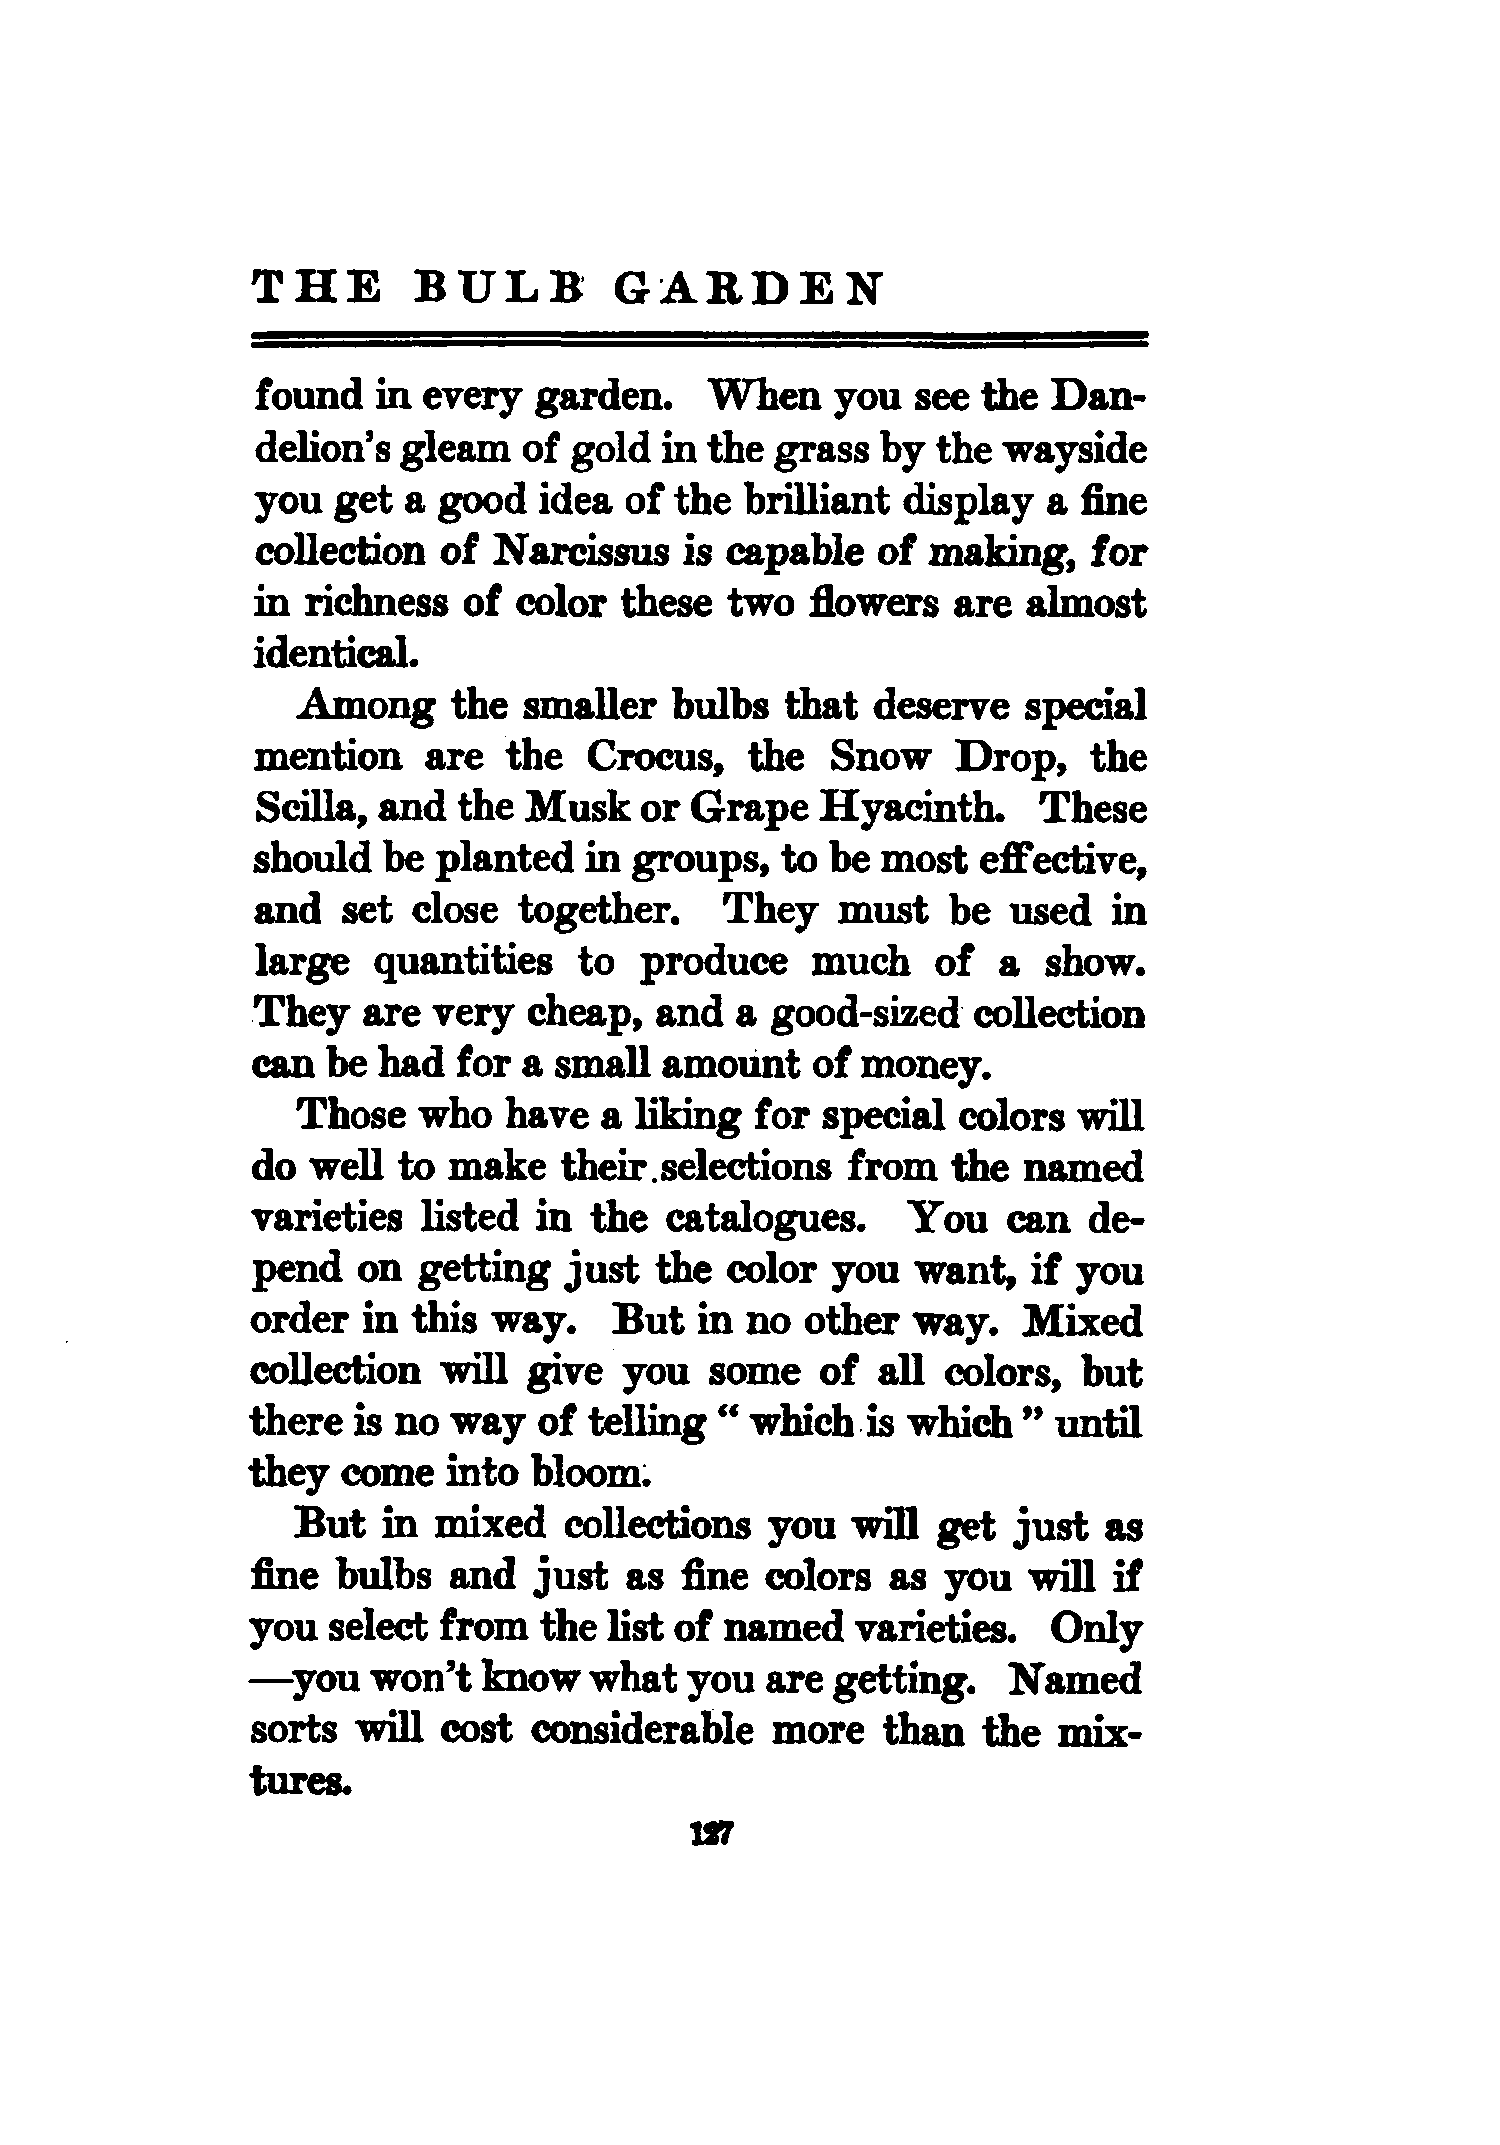 THE BULB GARDEN
found in every garden. When you see the Dan-
delion's gleam of gold in the grass by the wayside
you get a good idea of the brilliant display a fine
collection of Narcissus is capable of making, for
in richness of color these two flowers are almost
identical.
Among the smaller bulbs that deserve special
mention are the Crocus, the Snow Drop, the
Scilla, and the Musk or Grape Hyacinth. These
should be planted in groups, to be most effective,
and set close together. They must be used in
large quantities to produce much of a show.
They are very cheap, and a good-sized collection
can be had for a small amount of money.
Those who have a liking for special colors will
do well to make their selections from the named
varieties listed in the catalogues. You can de-
pend on getting just the color you want, if you
order in this way. But in no other way. Mixed
collection will give you some of all colors, but
there is no way of telling “ which is which ” until
they come into bloom.
But in mixed collections you will get just as
fine bulbs and just as fine colors as you will if
you select from the list of named varieties. Only
—you won't know what you are getting. Named
sorts will cost considerable more than the mix-
tures.
127